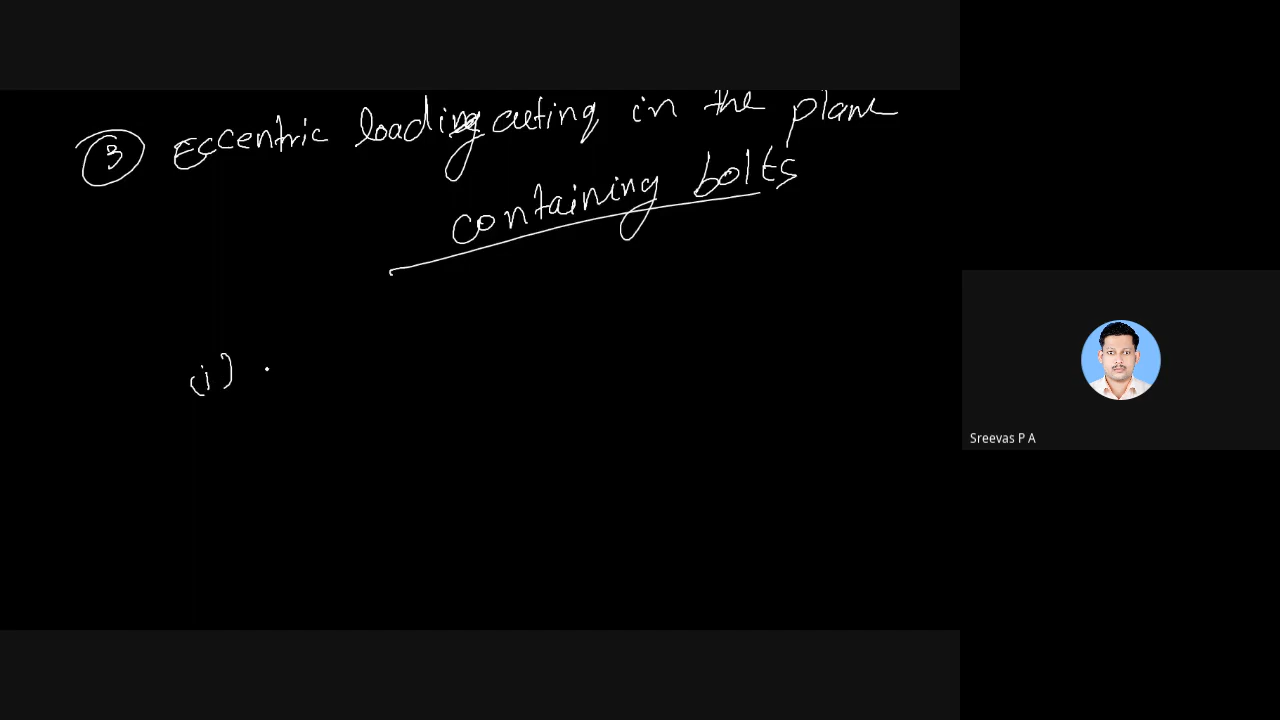 ③ Eccentric loading acting in the plane
containing bolts
(i) .
Sreevas P A